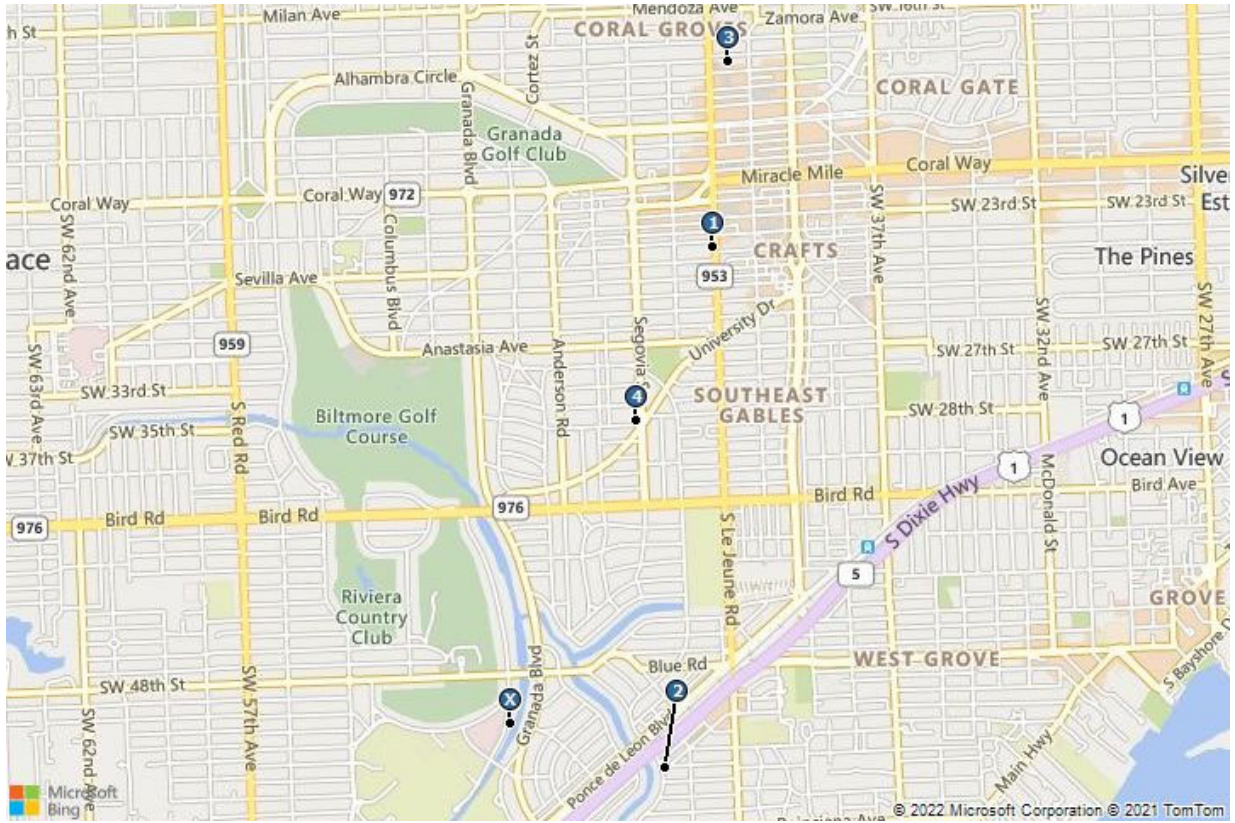 Milan Ave
Mendoza Ave
Zamora Ave
CORAL GROVES
3
Alhambra Circle
Cortez St
Granada Blvd
CORAL GATE
Granada
Golf Club
Coral Way
Miracle Mile
Coral Way
972
Coral Way
Silver
Est
SW 62nd Ave
Columbus Blvd
SW 37th Ave
SW 23rd St
SW 23rd St
1
CRAFTS
The Pines
ace
953
Sevilla Ave
University Dr
Segovia S
SW 32nd Ave
SW 27th Ave
959
Anastasia Ave
Anderson Rd
SW 27th St
SW 27th St
SW 63rd Ave
SW 33rd St
4
SOUTHEAST
GABLES
SW 28th St
1
Biltmore Golf
Course
SW 35th St
S Red Rd
1
Ocean View
SW 37th St
S Dixie Hwy
McDonald St
Bird Ave
Bird Rd
976
Bird Rd
Bird Rd
976
S Le Jeune Rd
5
Riviera
Country
Club
GROVE
Granada Blvd
Blue Rd
WEST GROVE
S Bayshore D
SW 48th St
X
2
SW 57th Ave
SW 62nd Ave
Ponce de Leon Blvd
Main Hwy
Microsoft
Bing
© 2022 Microsoft Corporation © 2021 TomTom